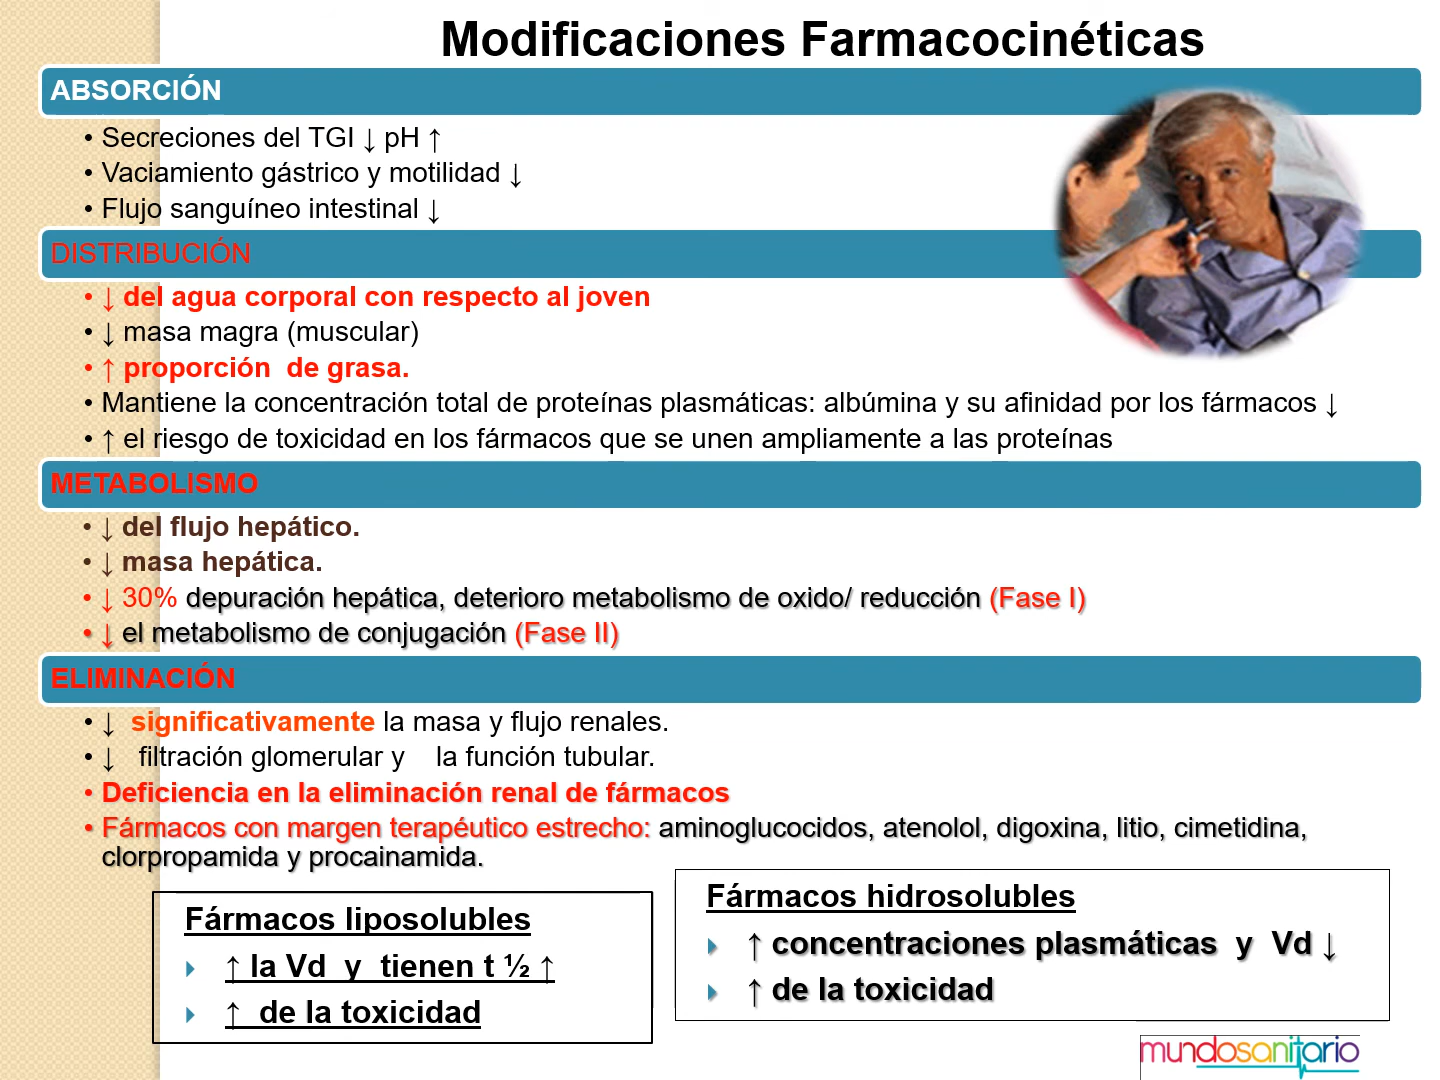 Modificaciones Farmacocinéticas
ABSORCIÓN
• Secreciones del TGI ↓ pH ↑
• Vaciamiento gástrico y motilidad ↓
• Flujo sanguíneo intestinal ↓
DISTRIBUCIÓN
• ↓ del agua corporal con respecto al joven
• ↓ masa magra (muscular)
• ↑ proporción de grasa.
• Mantiene la concentración total de proteínas plasmáticas: albúmina y su afinidad por los fármacos ↓
• ↑ el riesgo de toxicidad en los fármacos que se unen ampliamente a las proteínas
METABOLISMO
• ↓ del flujo hepático.
• ↓ masa hepática.
• ↓ 30% depuración hepática, deterioro metabolismo de oxido/ reducción (Fase I)
• ↓ el metabolismo de conjugación (Fase II)
ELIMINACIÓN
• ↓ significativamente la masa y flujo renales.
• ↓ filtración glomerular y la función tubular.
• Deficiencia en la eliminación renal de fármacos
• Fármacos con margen terapéutico estrecho: aminoglucocidos, atenolol, digoxina, litio, cimetidina,
clorpropamida y procainamida.
Fármacos liposolubles
↑ la Vd y tienen t ½ ↑
↑ de la toxicidad
Fármacos hidrosolubles
↑ concentraciones plasmáticas y Vd ↓
↑ de la toxicidad
mundosanitario